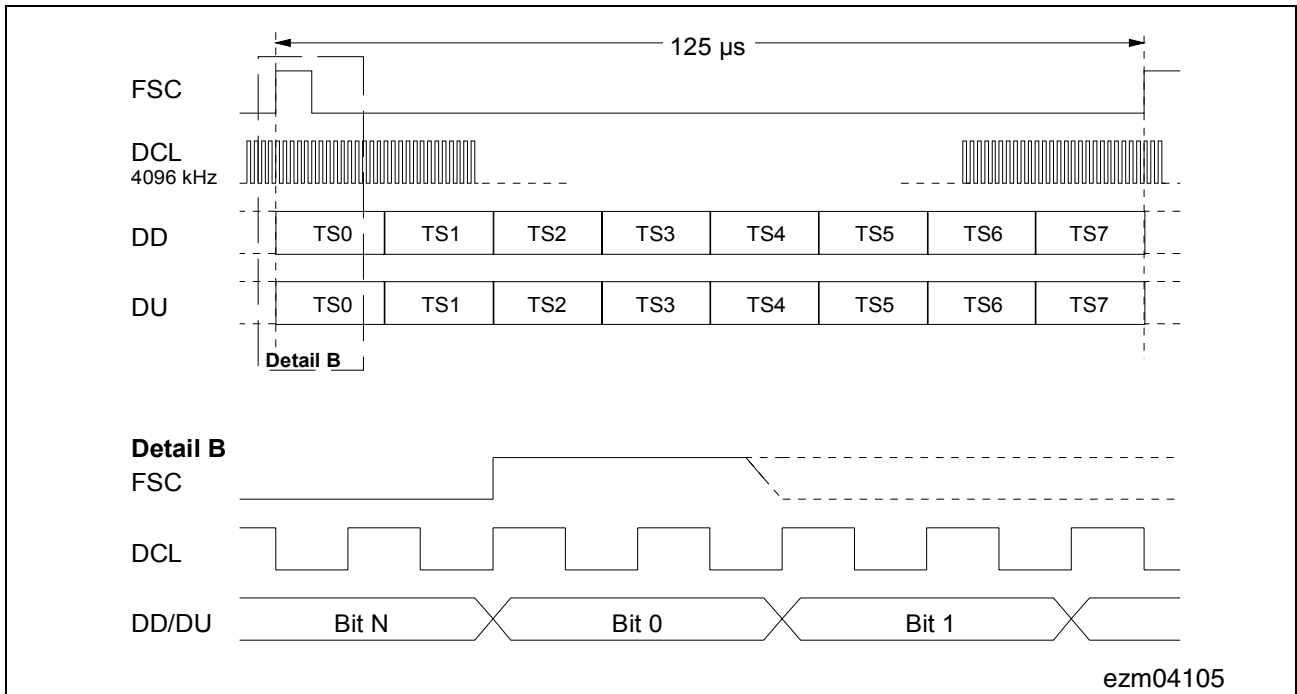 125 µs
FSC
DCL
4096 kHz
DD TS0 TS1 TS2 TS3 TS4 TS5 TS6 TS7
DU TS0 TS1 TS2 TS3 TS4 TS5 TS6 TS7
Detail B
Detail B
FSC
DCL
DD/DU Bit N Bit 0 Bit 1
ezm04105